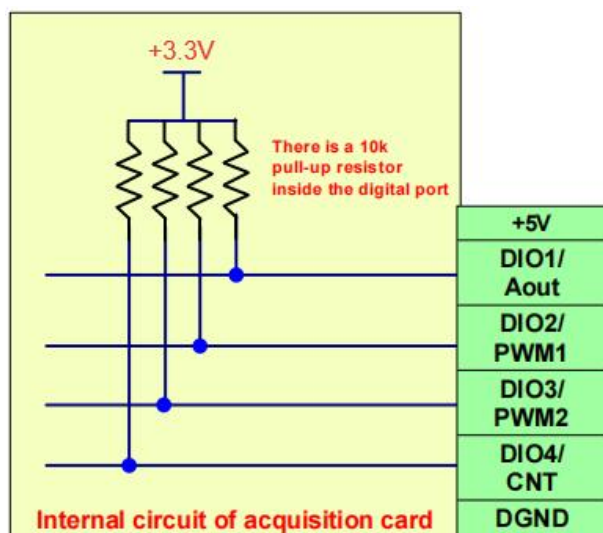 +3.3V
There is a 10k
pull-up resistor
inside the digital port
+5V
DIO1/
Aout
DIO2/
PWM1
DIO3/
PWM2
DIO4/
CNT
Internal circuit of acquisition card
DGND